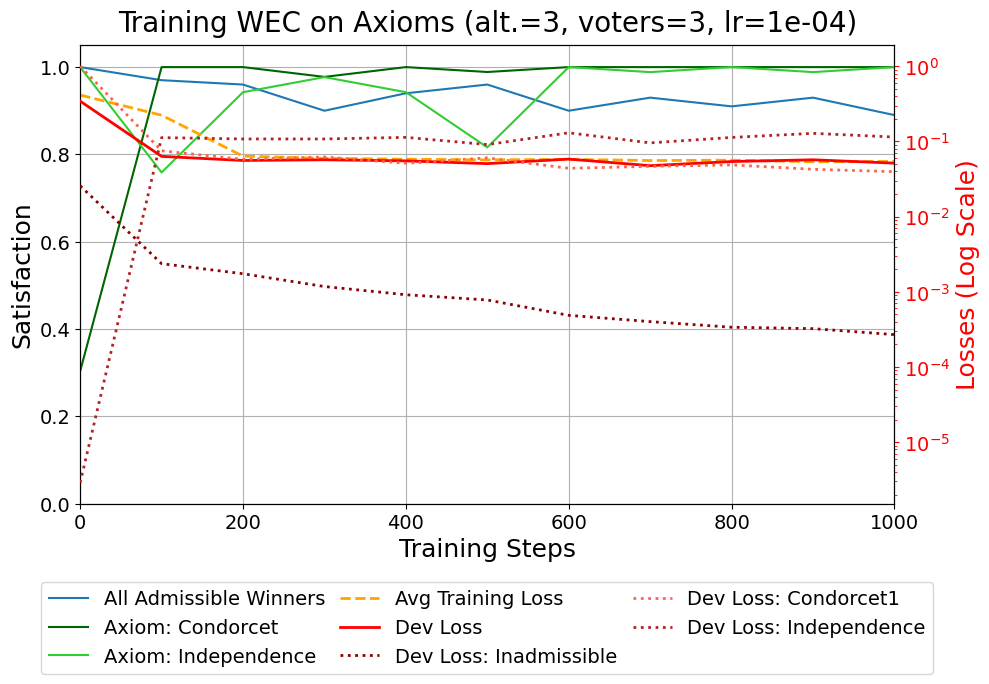 Training WEC on Axioms (alt.=3, voters=3, lr=1e-04)
Satisfaction
1.0
0.8
0.6
0.4
0.2
0.0
0 200 400 600 800 1000
Training Steps
10⁰
10⁻¹
10⁻²
10⁻³
10⁻⁴
10⁻⁵
Losses (Log Scale)
All Admissible Winners
Axiom: Condorcet
Axiom: Independence
Avg Training Loss
Dev Loss
Dev Loss: Inadmissible
Dev Loss: Condorcet1
Dev Loss: Independence